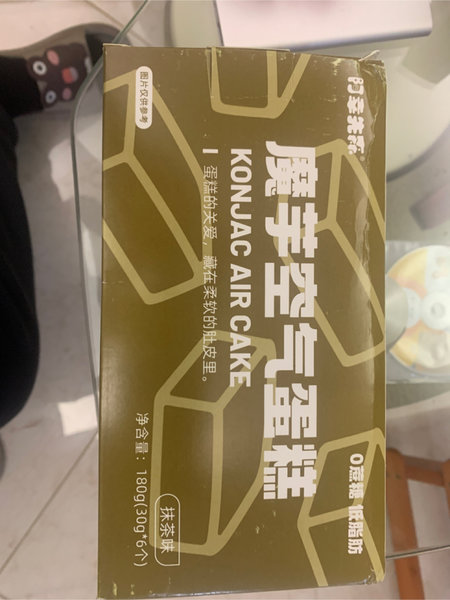 0蔗糖 低脂肪
魔芋空气蛋糕
KONJAC AIR CAKE
蛋糕的关爱，藏在柔软的肚皮里。
抹茶味
图片仅供参考
净含量：180g(30g*6个)